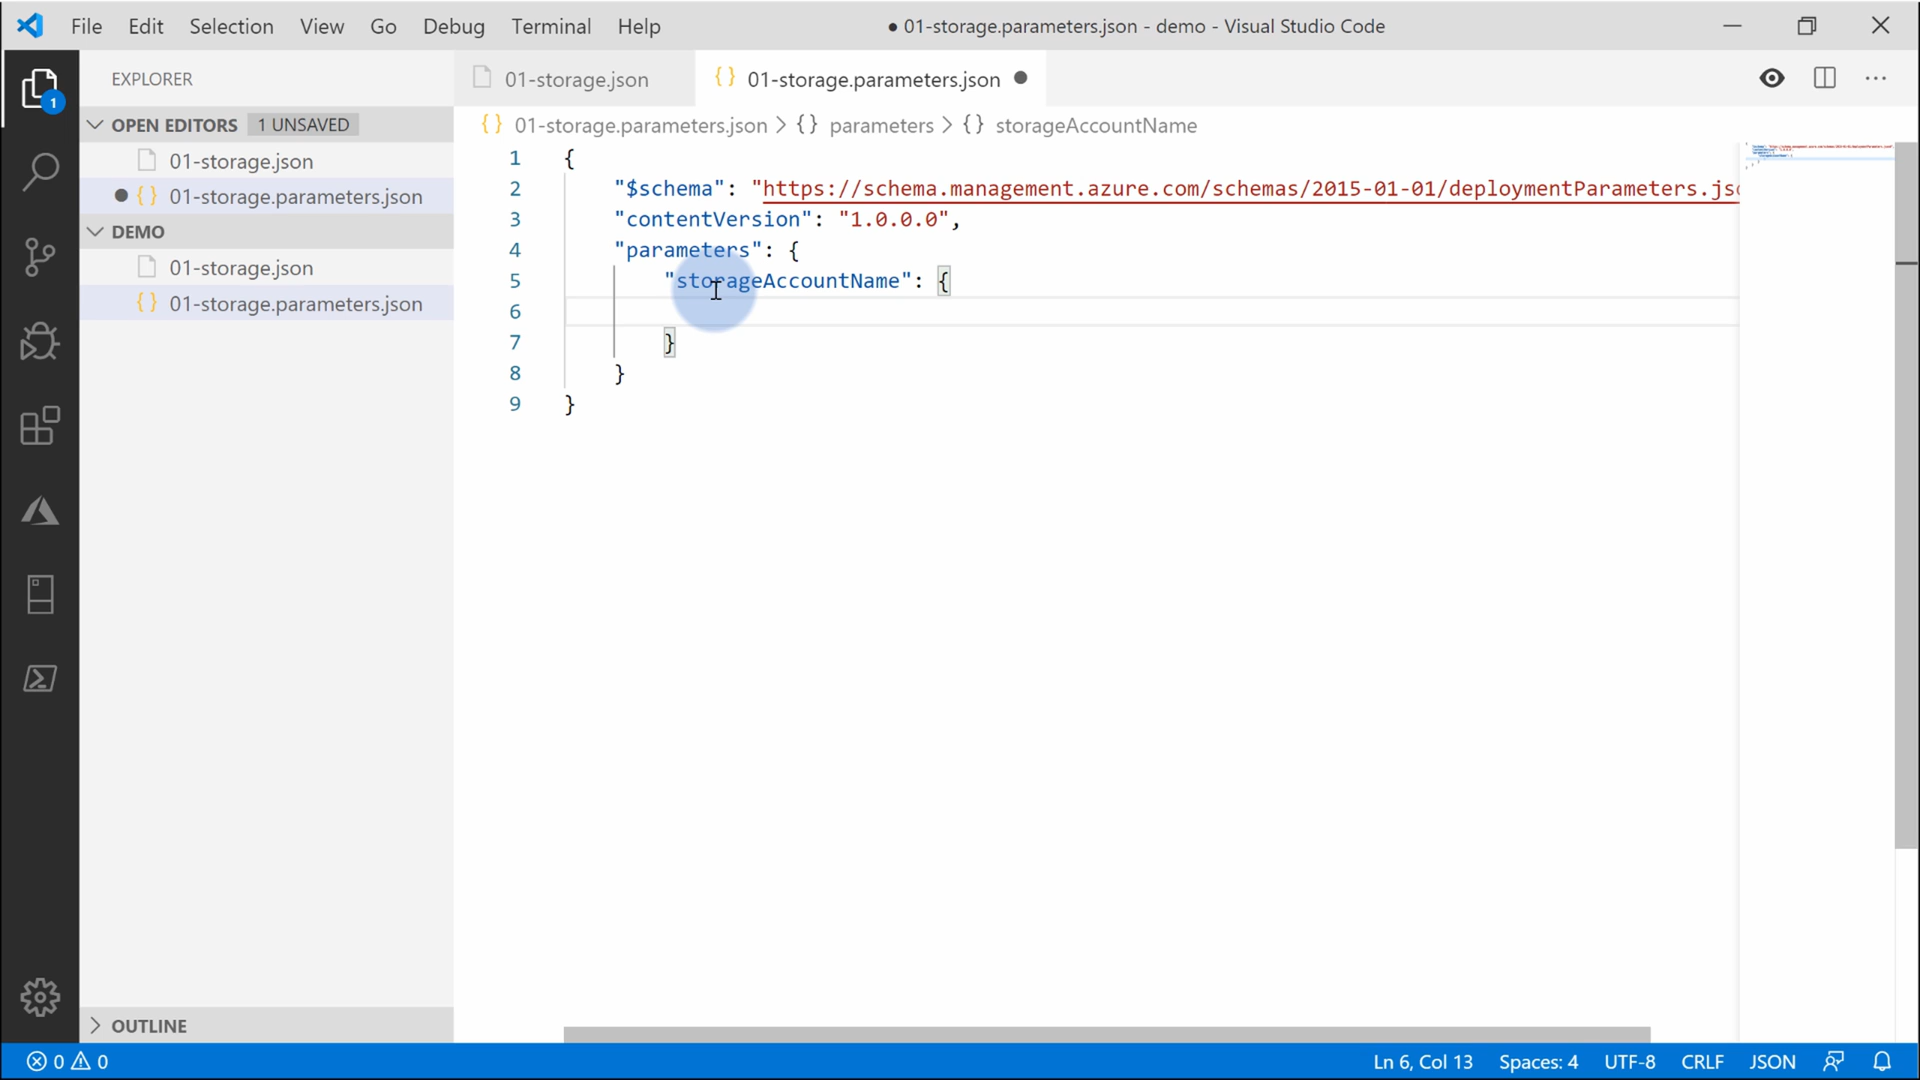 File Edit Selection View Go Debug Terminal Help
● 01-storage.parameters.json - demo - Visual Studio Code
EXPLORER
1
OPEN EDITORS 1 UNSAVED
01-storage.json
{} 01-storage.parameters.json
DEMO
01-storage.json
{} 01-storage.parameters.json
OUTLINE
01-storage.json
{} 01-storage.parameters.json
{} 01-storage.parameters.json > {} parameters > {} storageAccountName
1 {
2 "$schema": "https://schema.management.azure.com/schemas/2015-01-01/deploymentParameters.jso
3 "contentVersion": "1.0.0.0",
4 "parameters": {
5 "storageAccountName": {
6
7 }
8 }
9 }
0 0
Ln 6, Col 13 Spaces: 4 UTF-8 CRLF JSON